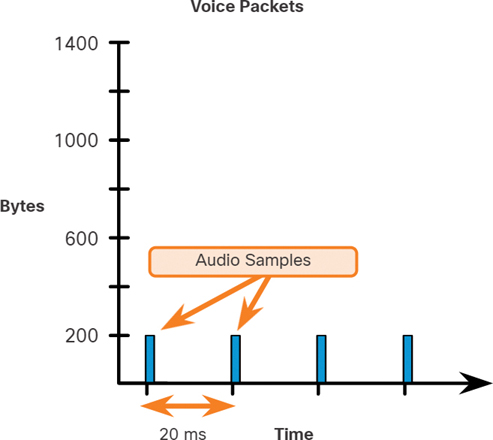 Voice Packets
1400
1000
Bytes
600
Audio Samples
200
20 ms
Time